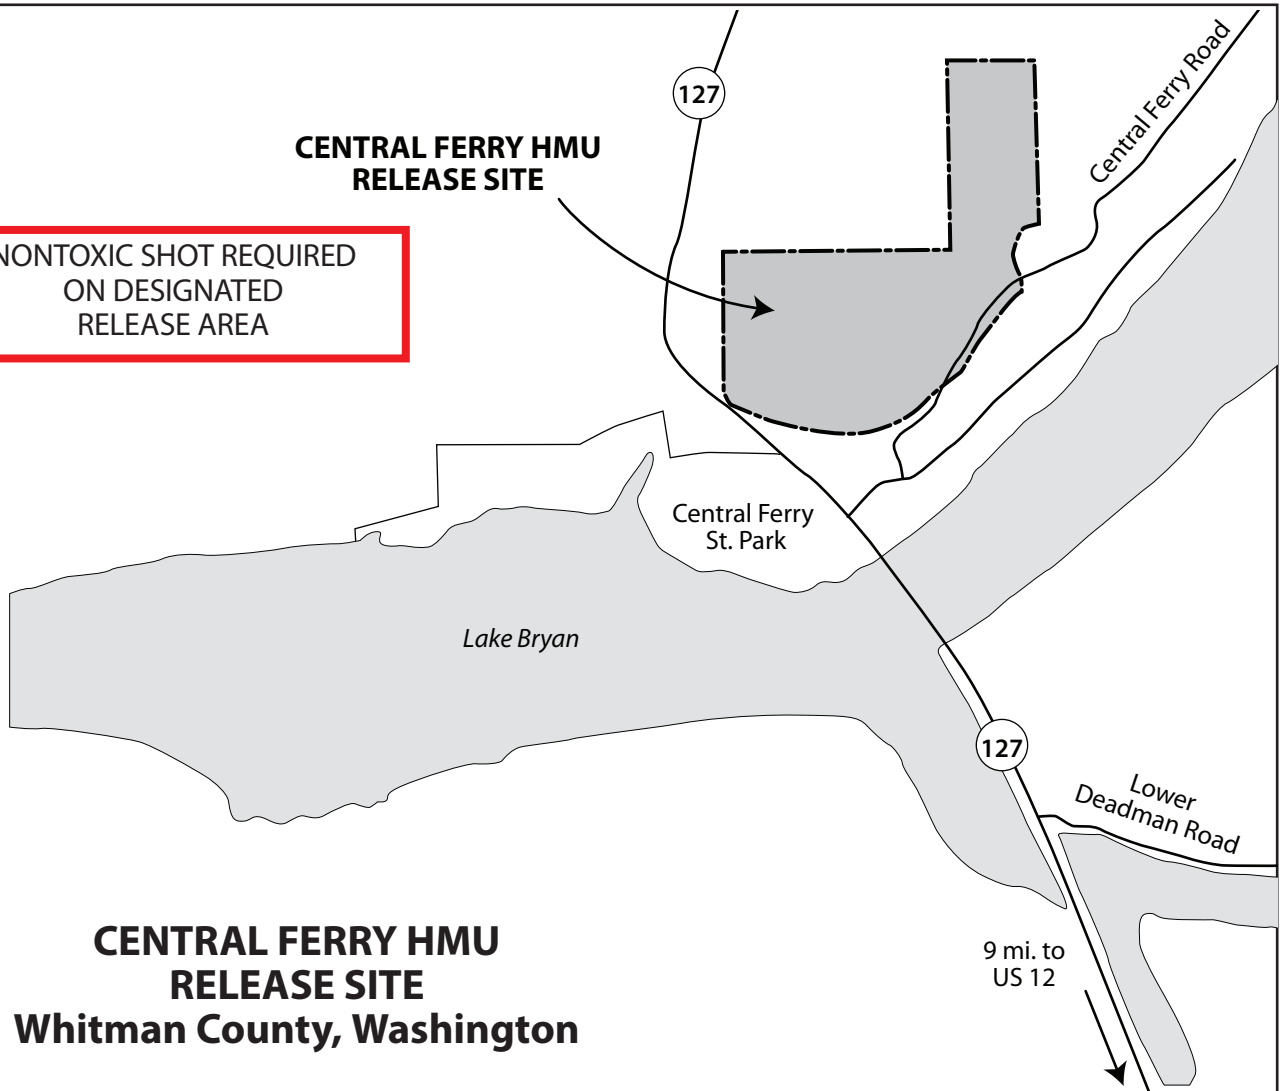 127
Central Ferry Road
CENTRAL FERRY HMU
RELEASE SITE
NONTOXIC SHOT REQUIRED
ON DESIGNATED
RELEASE AREA
Central Ferry
St. Park
Lake Bryan
127
Lower
Deadman Road
9 mi. to
US 12
CENTRAL FERRY HMU
RELEASE SITE
Whitman County, Washington